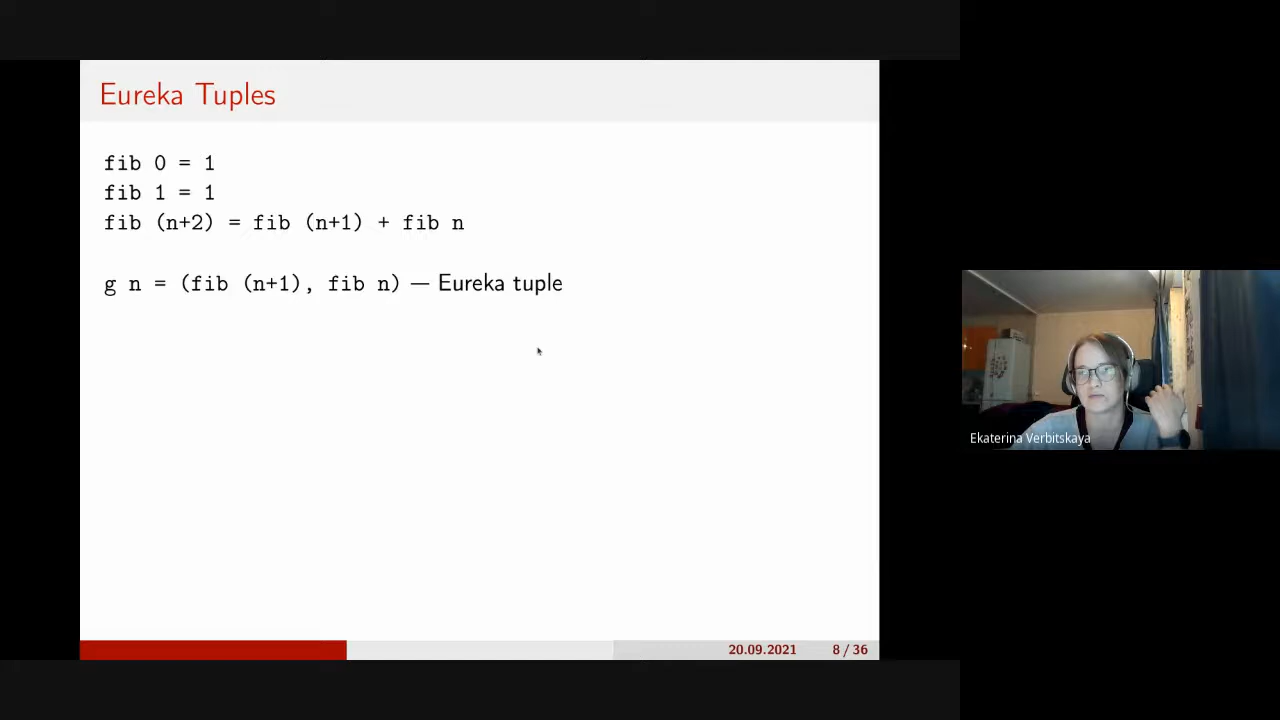 Eureka Tuples
fib 0 = 1
fib 1 = 1
fib (n+2) = fib (n+1) + fib n
g n = (fib (n+1), fib n) — Eureka tuple
Ekaterina Verbitskaya
20.09.2021 8 / 36